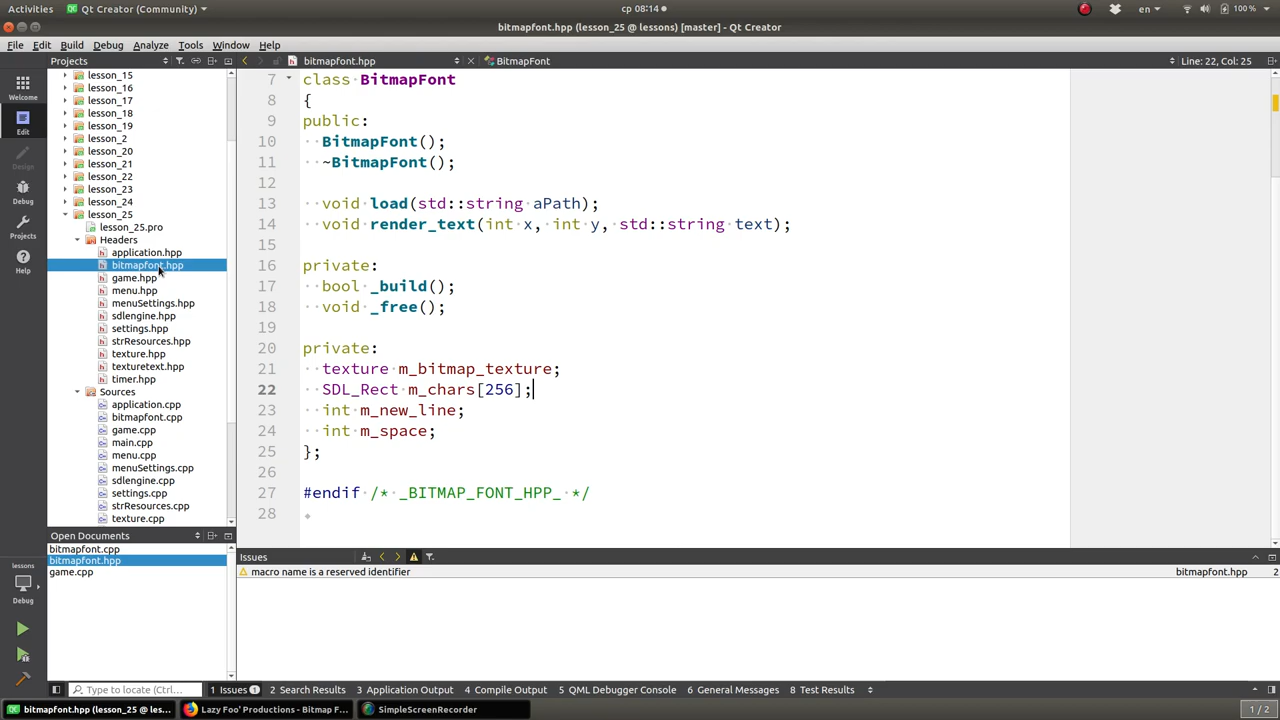 Activities
Qt Creator (Community)
ср 08:14
en
100 %
bitmapfont.hpp (lesson_25 @ lessons) [master] - Qt Creator
File Edit Build Debug Analyze Tools Window Help
Projects
bitmapfont.hpp
BitmapFont
Line: 22, Col: 25
Welcome
Edit
Design
Debug
Projects
Help
lessons
Debug
lesson_15
lesson_16
lesson_17
lesson_18
lesson_19
lesson_2
lesson_20
lesson_21
lesson_22
lesson_23
lesson_24
lesson_25
lesson_25.pro
Headers
application.hpp
bitmapfont.hpp
game.hpp
menu.hpp
menuSettings.hpp
sdlengine.hpp
settings.hpp
strResources.hpp
texture.hpp
texturetext.hpp
timer.hpp
Sources
application.cpp
bitmapfont.cpp
game.cpp
main.cpp
menu.cpp
menuSettings.cpp
sdlengine.cpp
settings.cpp
strResources.cpp
texture.cpp
Open Documents
bitmapfont.cpp
bitmapfont.hpp
game.cpp
7 class BitmapFont
8 {
9 public:
10 BitmapFont();
11 ~BitmapFont();
12
13 void load(std::string aPath);
14 void render_text(int x, int y, std::string text);
15
16 private:
17 bool _build();
18 void _free();
19
20 private:
21 texture m_bitmap_texture;
22 SDL_Rect m_chars[256];
23 int m_new_line;
24 int m_space;
25 };
26
27 #endif /* _BITMAP_FONT_HPP_ */
28
Issues
macro name is a reserved identifier
bitmapfont.hpp 2
Type to locate (Ctrl...
1 Issues 1
2 Search Results
3 Application Output
4 Compile Output
5 QML Debugger Console
6 General Messages
8 Test Results
bitmapfont.hpp (lesson_25 @ les...
Lazy Foo' Productions - Bitmap F...
SimpleScreenRecorder
1 / 2